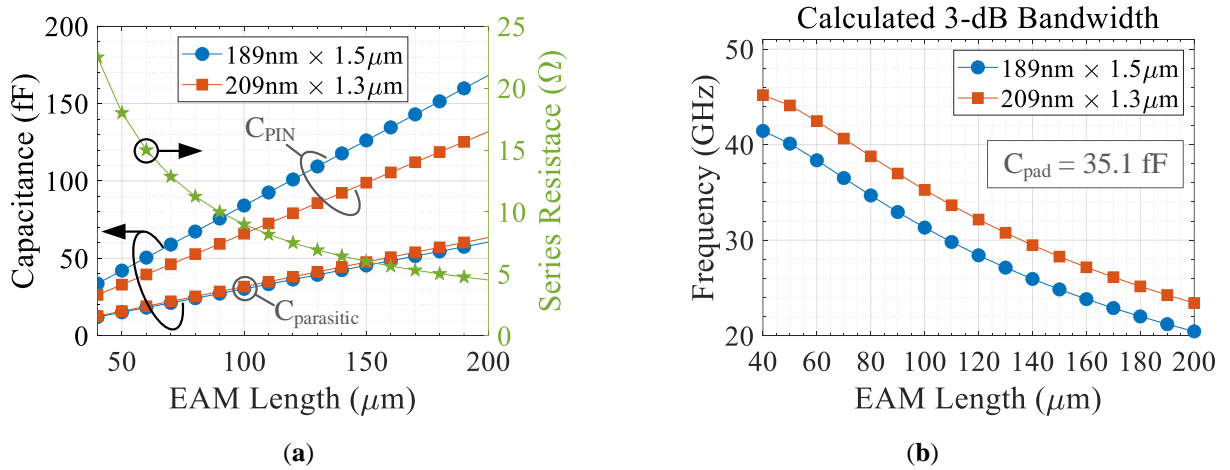 Calculated 3-dB Bandwidth
200
150
100
50
0
Capacitance (fF)
189nm × 1.5μm
209nm × 1.3μm
C_PIN
C_parasitic
25
20
15
10
5
0
Series Resistace (Ω)
50 100 150 200
EAM Length (μm)
(a)
50
40
30
20
Frequency (GHz)
189nm × 1.5μm
209nm × 1.3μm
C_pad = 35.1 fF
40 60 80 100 120 140 160 180 200
EAM Length (μm)
(b)